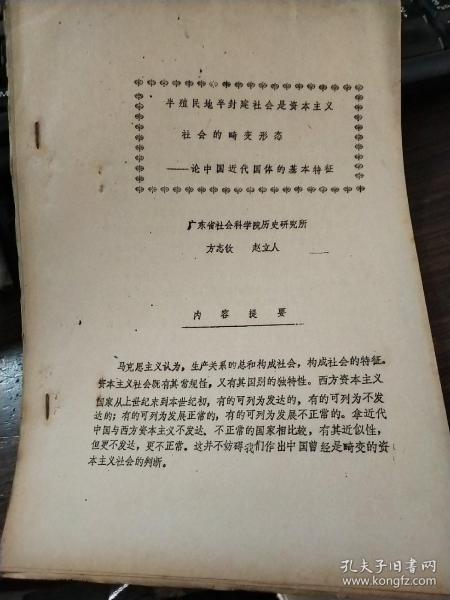 半殖民地半封建社会是资本主义
社会的畸变形态
——论中国近代国体的基本特征
广东省社会科学院历史研究所
方志钦 赵立人
内容提要
马克思主义认为，生产关系的总和构成社会，构成社会的特征。
资本主义社会既有其常规性，又有其国别的独特性。西方资本主义
国家从上世纪末到本世纪初，有的可列为发达的，有的可列为不发
达的；有的可列为发展正常的，有的可列为发展不正常的。拿近代
中国与西方资本主义不发达、不正常的国家相比较，有其近似性，
但更不发达，更不正常。这并不妨碍我们作出中国曾经是畸变的资
本主义社会的判断。
孔夫子旧书网
www.kongfz.com